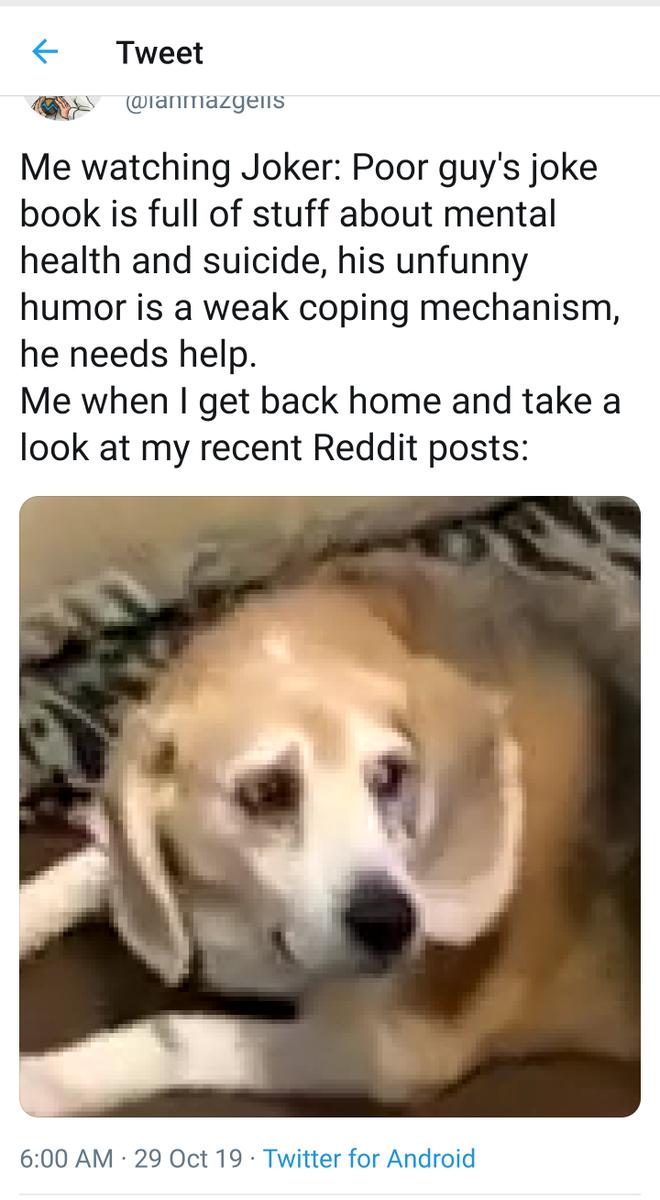 Tweet
@ianmazgelis
Me watching Joker: Poor guy's joke
book is full of stuff about mental
health and suicide, his unfunny
humor is a weak coping mechanism,
he needs help.
Me when I get back home and take a
look at my recent Reddit posts:
6:00 AM · 29 Oct 19 · Twitter for Android